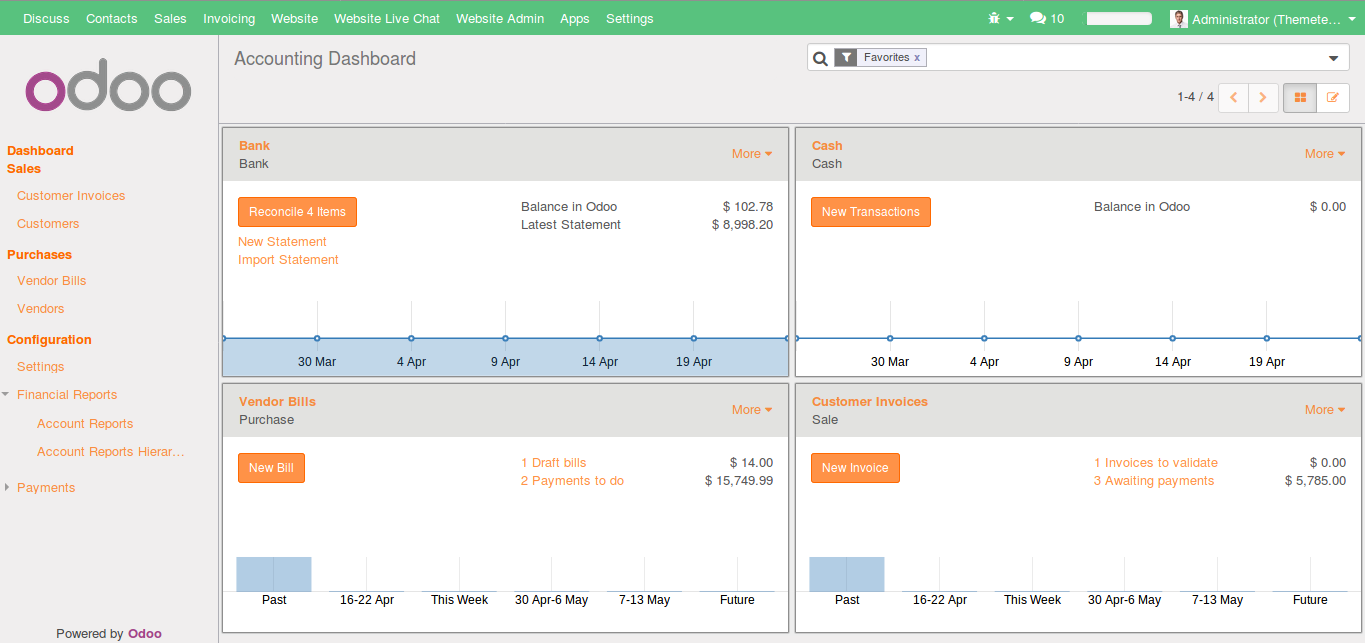 Discuss Contacts Sales Invoicing Website Website Live Chat Website Admin Apps Settings 10 Administrator (Themete...
odoo
Accounting Dashboard
Favorites x
1-4 / 4
Dashboard
Sales
Customer Invoices
Customers
Purchases
Vendor Bills
Vendors
Configuration
Settings
Financial Reports
Account Reports
Account Reports Hierar...
Payments
Powered by Odoo
Bank
Bank
More
Reconcile 4 Items
New Statement
Import Statement
Balance in Odoo $ 102.78
Latest Statement $ 8,998.20
30 Mar 4 Apr 9 Apr 14 Apr 19 Apr
Cash
Cash
More
New Transactions
Balance in Odoo $ 0.00
30 Mar 4 Apr 9 Apr 14 Apr 19 Apr
Vendor Bills
Purchase
More
New Bill
1 Draft bills $ 14.00
2 Payments to do $ 15,749.99
Past 16-22 Apr This Week 30 Apr-6 May 7-13 May Future
Customer Invoices
Sale
More
New Invoice
1 Invoices to validate $ 0.00
3 Awaiting payments $ 5,785.00
Past 16-22 Apr This Week 30 Apr-6 May 7-13 May Future